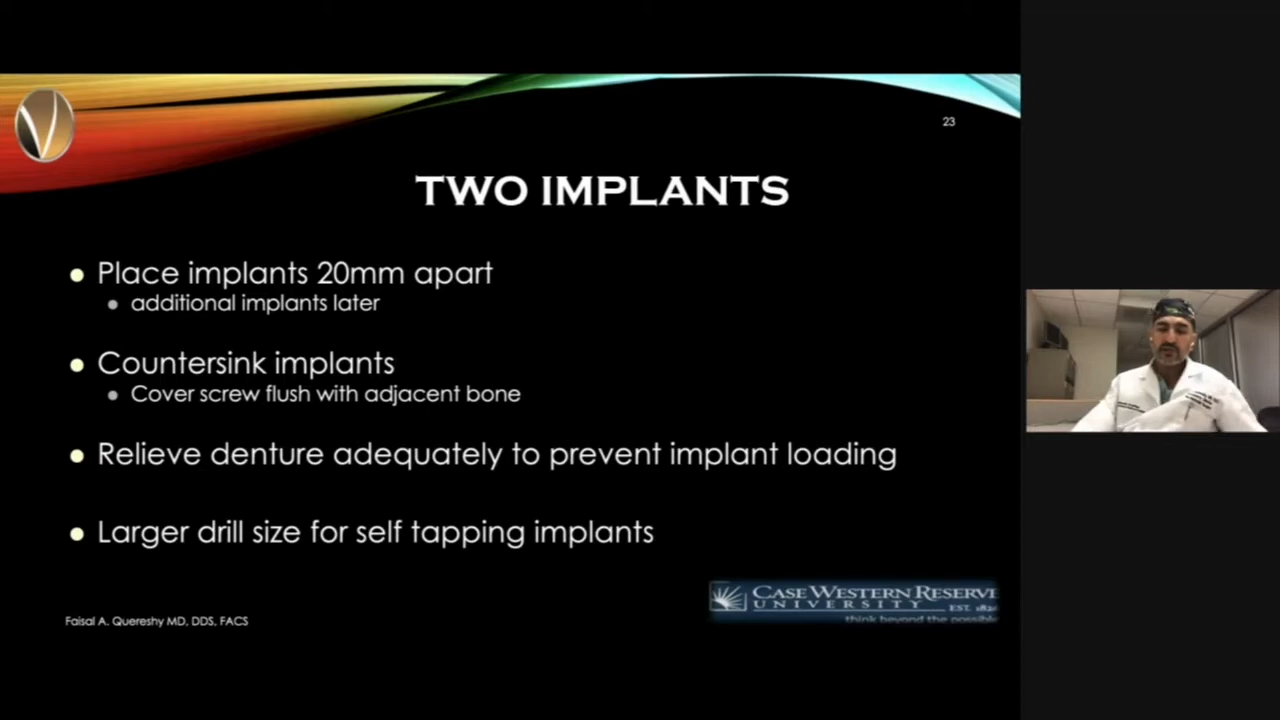 23
TWO IMPLANTS
Place implants 20mm apart
additional implants later
Countersink implants
Cover screw flush with adjacent bone
Relieve denture adequately to prevent implant loading
Larger drill size for self tapping implants
CASE WESTERN RESERVE
UNIVERSITY EST.
think beyond the possible
Faisal A. Quereshy MD, DDS, FACS